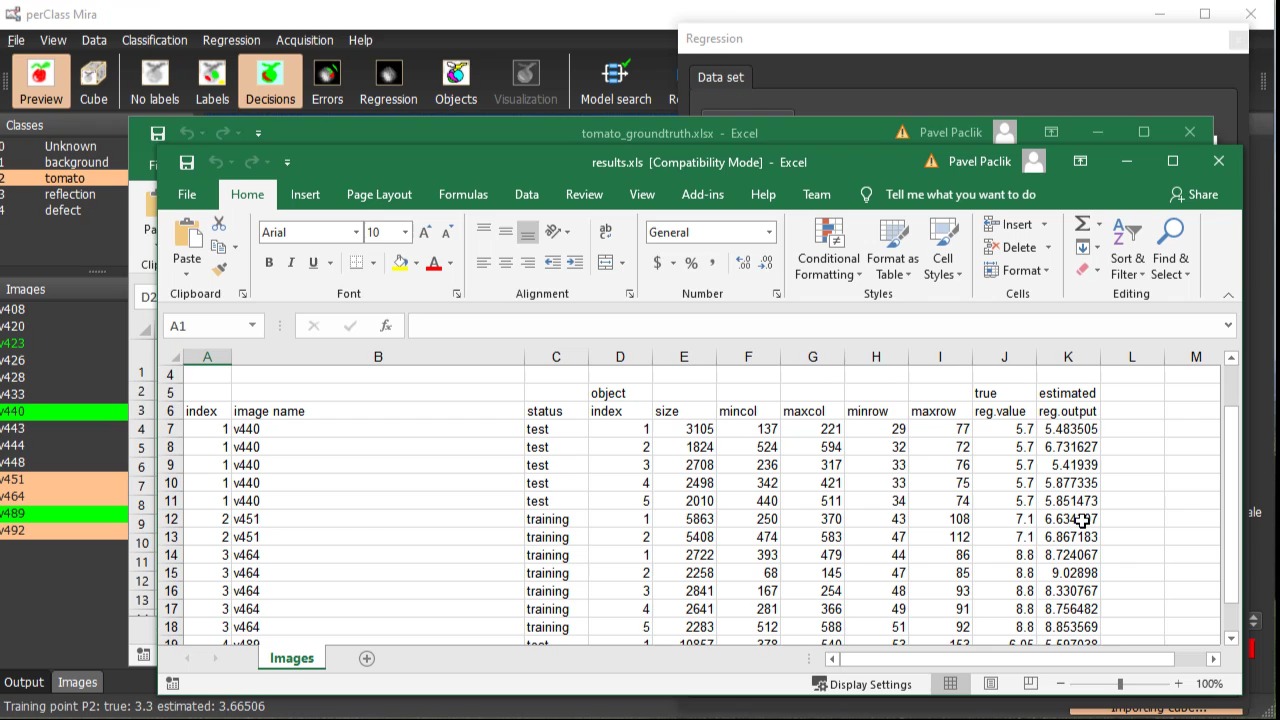 perClass Mira
File View Data Classification Regression Acquisition Help
Regression
Data set
Preview Cube No labels Labels Decisions Errors Regression Objects Visualization Model search
Classes
0 Unknown
1 background
2 tomato
3 reflection
4 defect
Images
v408
v420
v423
v426
v428
v433
v440
v443
v444
v448
v451
v464
v489
v492
Output Images
Training point P2: true: 3.3 estimated: 3.66506
tomato_groundtruth.xlsx - Excel
Pavel Paclik
D2
1
2
3
4
5
6
7
8
9
10
11
12
13
results.xls [Compatibility Mode] - Excel
Pavel Paclik
File Home Insert Page Layout Formulas Data Review View Add-ins Help Team Tell me what you want to do Share
Paste
Arial 10
B I U
General
$ % ,
Conditional Formatting
Format as Table
Cell Styles
Insert
Delete
Format
Sort & Filter
Find & Select
Clipboard Font Alignment Number Styles Cells Editing
A1 fx
A B C D E F G H I J K L M
4
5 object true estimated
6 index image name status index size mincol maxcol minrow maxrow reg.value reg.output
7 1 v440 test 1 3105 137 221 29 77 5.7 5.483505
8 1 v440 test 2 1824 524 594 32 72 5.7 6.731627
9 1 v440 test 3 2708 236 317 33 76 5.7 5.41939
10 1 v440 test 4 2498 342 421 33 75 5.7 5.877335
11 1 v440 test 5 2010 440 511 34 74 5.7 5.851473
12 2 v451 training 1 5863 250 370 43 108 7.1
13 2 v451 training 2 5408 474 583 47 112 7.1 6.867183
14 3 v464 training 1 2722 393 479 44 86 8.8 8.724067
15 3 v464 training 2 2258 68 145 47 85 8.8 9.02898
16 3 v464 training 3 2841 167 254 48 93 8.8 8.330767
17 3 v464 training 4 2641 281 366 49 91 8.8 8.756482
18 3 v464 training 5 2283 512 588 51 92 8.8 8.853569
Images
Display Settings 100%